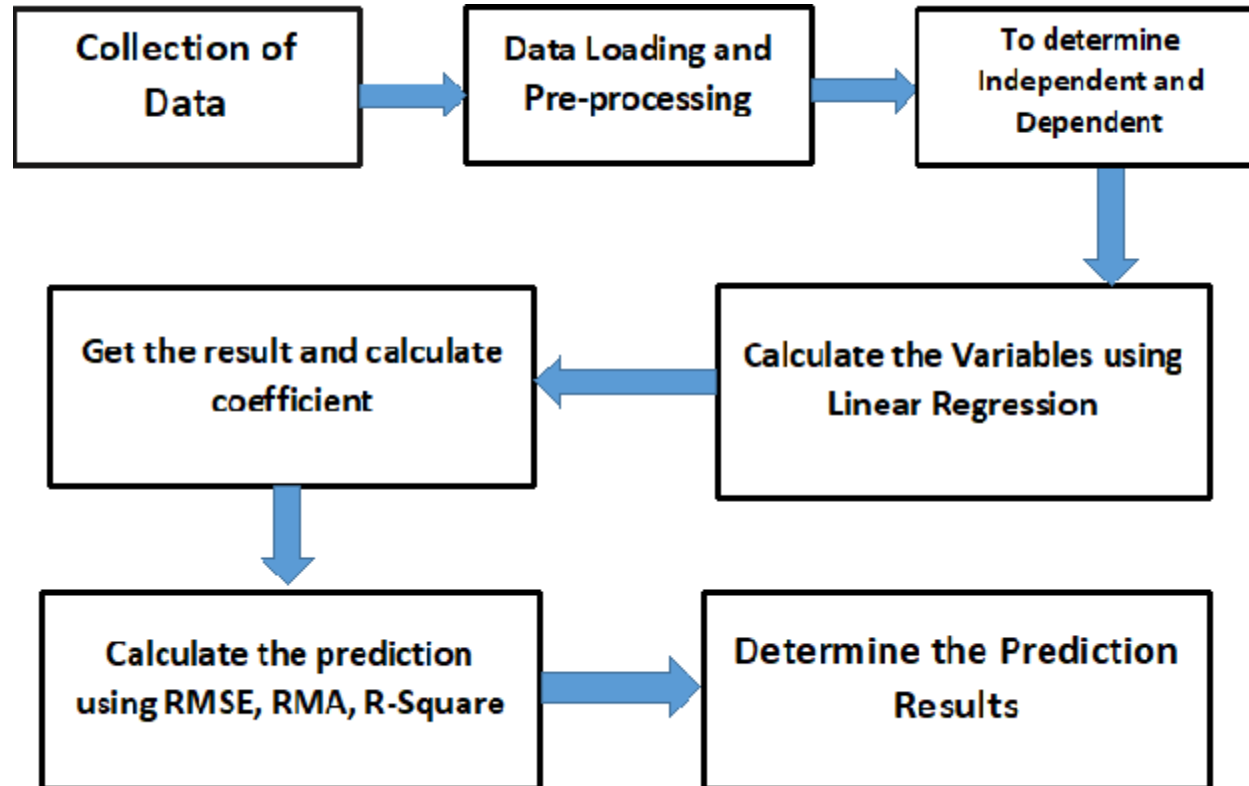 Collection of
Data
Data Loading and
Pre-processing
To determine
Independent and
Dependent
Calculate the Variables using
Linear Regression
Get the result and calculate
coefficient
Calculate the prediction
using RMSE, RMA, R-Square
Determine the Prediction
Results